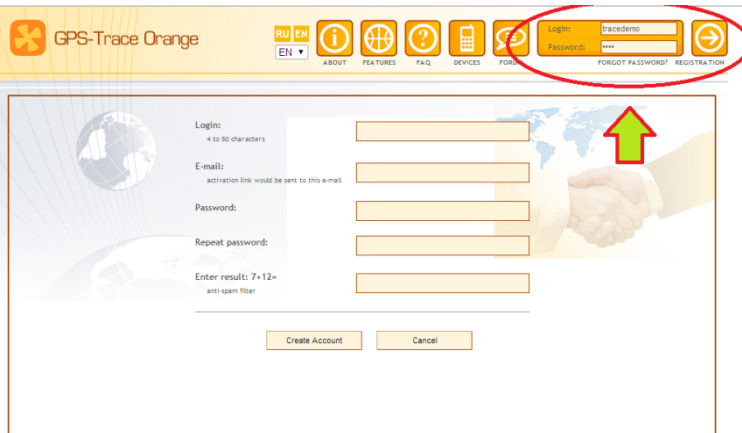 GPS-Trace Orange
RU EN
EN
ABOUT
FEATURES
FAQ
DEVICES
FORUM
Login: tracedemo
Password: ••••
FORGOT PASSWORD?
REGISTRATION
Login:
4 to 50 characters
E-mail:
activation link would be sent to this e-mail
Password:
Repeat password:
Enter result: 7+12=
anti-spam filter
Create Account
Cancel